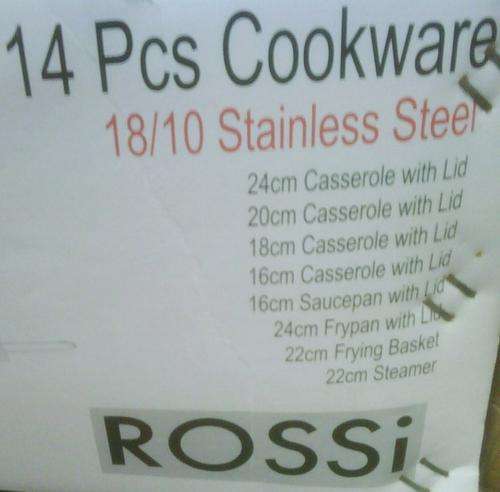 14 Pcs Cookware
18/10 Stainless Steel
24cm Casserole with Lid
20cm Casserole with Lid
18cm Casserole with Lid
16cm Casserole with Lid
16cm Saucepan with Lid
24cm Frypan with Lid
22cm Frying Basket
22cm Steamer
ROSSi